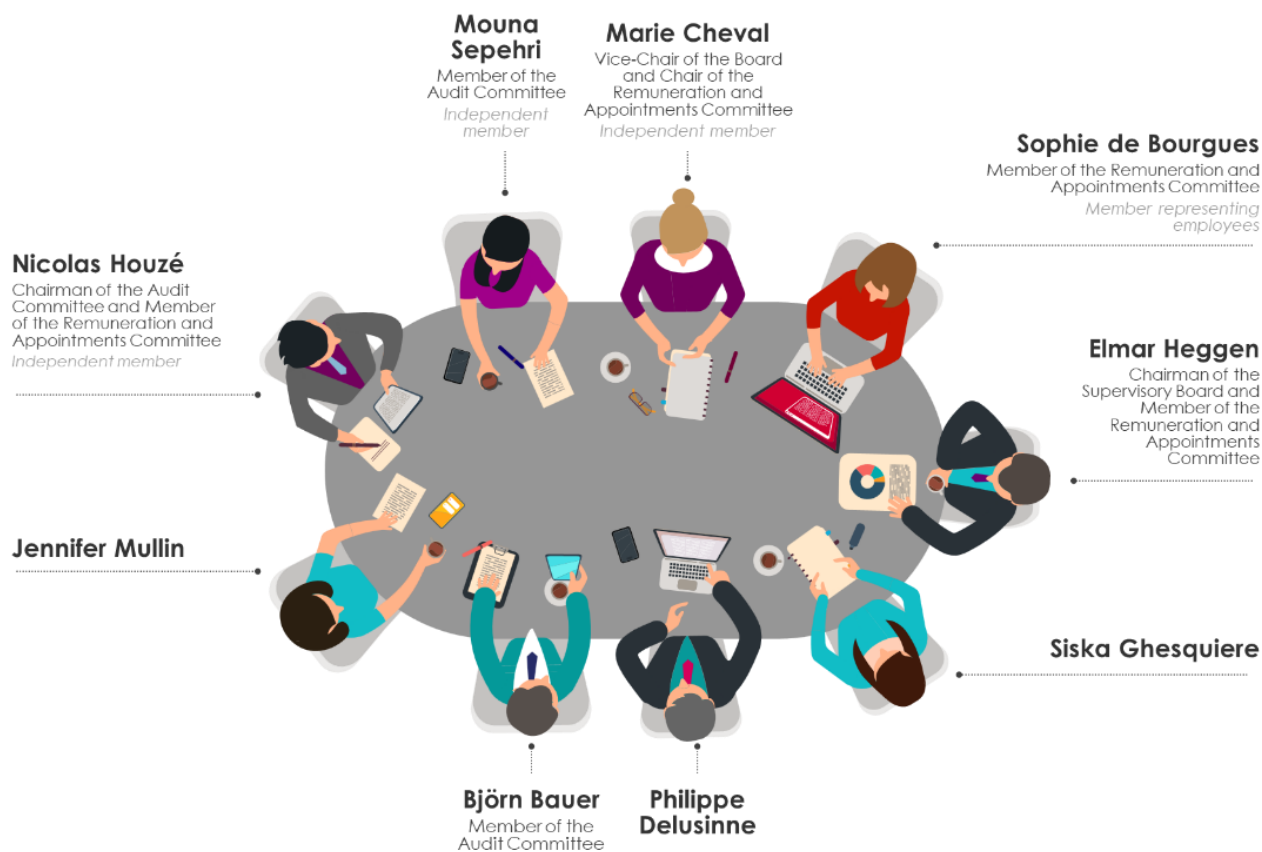 Mouna
Sepehri
Member of the
Audit Committee
Independent
member
Marie Cheval
Vice-Chair of the Board
and Chair of the
Remuneration and
Appointments Committee
Independent member
Sophie de Bourgues
Member of the Remuneration and
Appointments Committee
Member representing
employees
Nicolas Houzé
Chairman of the Audit
Committee and Member
of the Remuneration and
Appointments Committee
Independent member
Elmar Heggen
Chairman of the
Supervisory Board and
Member of the
Remuneration and
Appointments
Committee
Jennifer Mullin
Siska Ghesquiere
Björn Bauer
Member of the
Audit Committee
Philippe
Delusinne